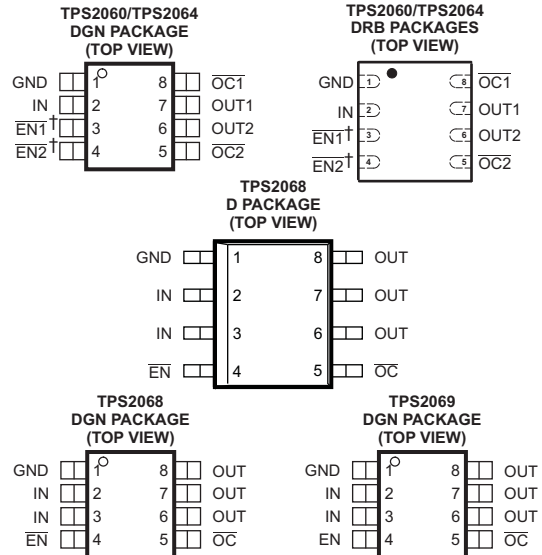 TPS2060/TPS2064
DGN PACKAGE
(TOP VIEW)
GND 1 8 OC1
IN 2 7 OUT1
EN1† 3 6 OUT2
EN2† 4 5 OC2
TPS2060/TPS2064
DRB PACKAGES
(TOP VIEW)
GND 1 8 OC1
IN 2 7 OUT1
EN1† 3 6 OUT2
EN2† 4 5 OC2
TPS2068
D PACKAGE
(TOP VIEW)
GND 1 8 OUT
IN 2 7 OUT
IN 3 6 OUT
EN 4 5 OC
TPS2068
DGN PACKAGE
(TOP VIEW)
GND 1 8 OUT
IN 2 7 OUT
IN 3 6 OUT
EN 4 5 OC
TPS2069
DGN PACKAGE
(TOP VIEW)
GND 1 8 OUT
IN 2 7 OUT
IN 3 6 OUT
EN 4 5 OC